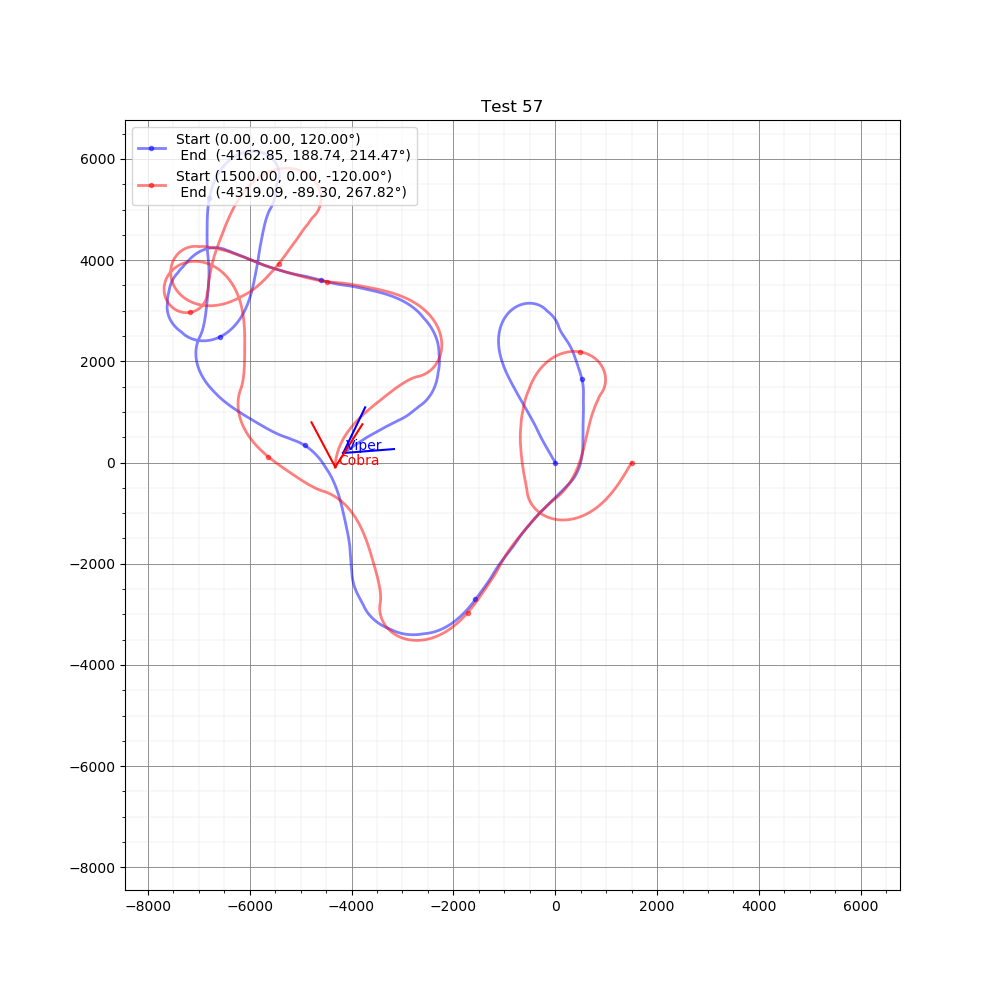 Test 57
Start (0.00, 0.00, 120.00°)
End  (-4162.85, 188.74, 214.47°)
Start (1500.00, 0.00, -120.00°)
End  (-4319.09, -89.30, 267.82°)
6000
4000
2000
0
−2000
−4000
−6000
−8000
Viper
Cobra
−8000 −6000 −4000 −2000 0 2000 4000 6000